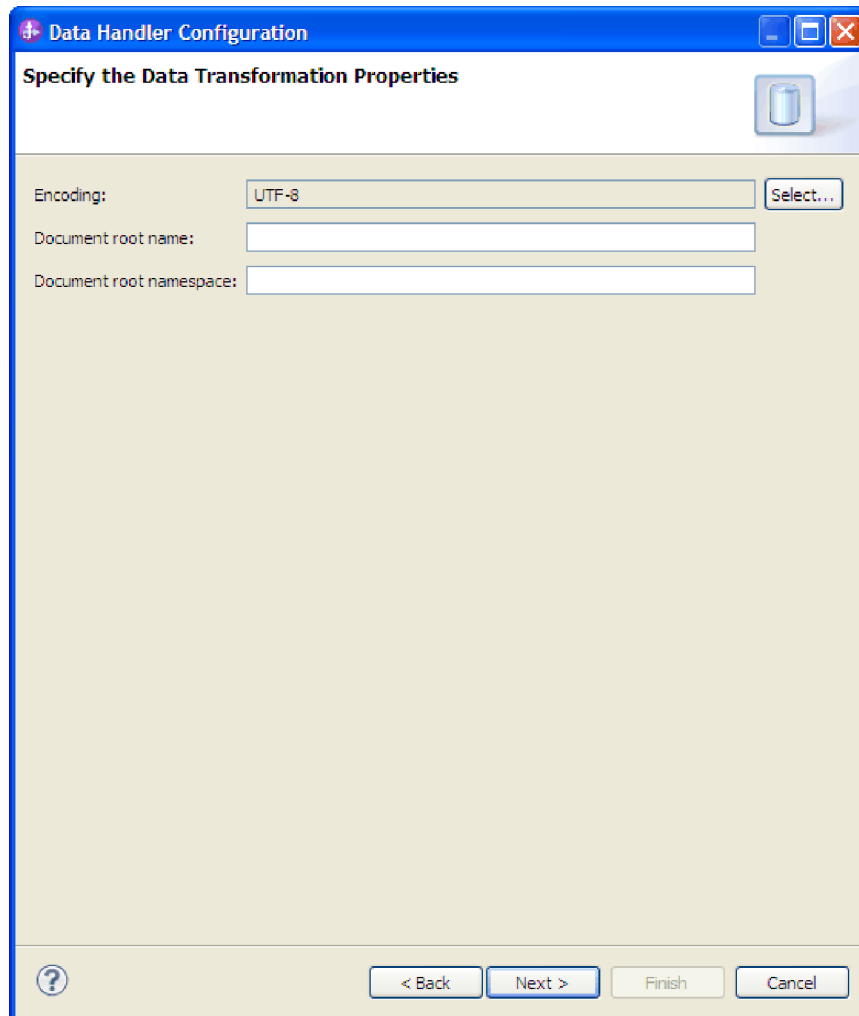 Data Handler Configuration
Specify the Data Transformation Properties
Encoding: UTF-8 Select...
Document root name:
Document root namespace:
? < Back Next > Finish Cancel